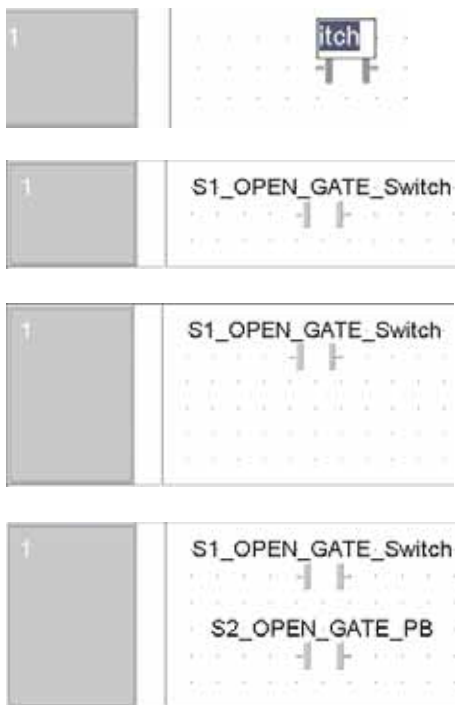 1
itch
1
S1_OPEN_GATE_Switch
1
S1_OPEN_GATE_Switch
1
S1_OPEN_GATE_Switch
S2_OPEN_GATE_PB